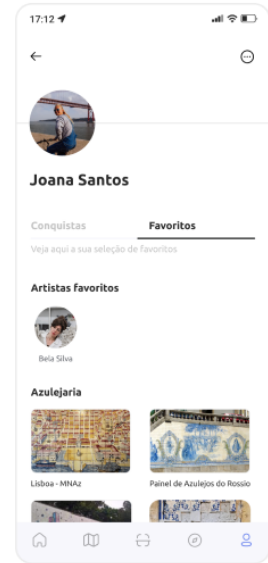 17:12
Joana Santos
Conquistas Favoritos
Veja aqui a sua seleção de favoritos
Artistas favoritos
Bela Silva
Azulejaria
Lisboa - MNAz Painel de Azulejos do Rossio